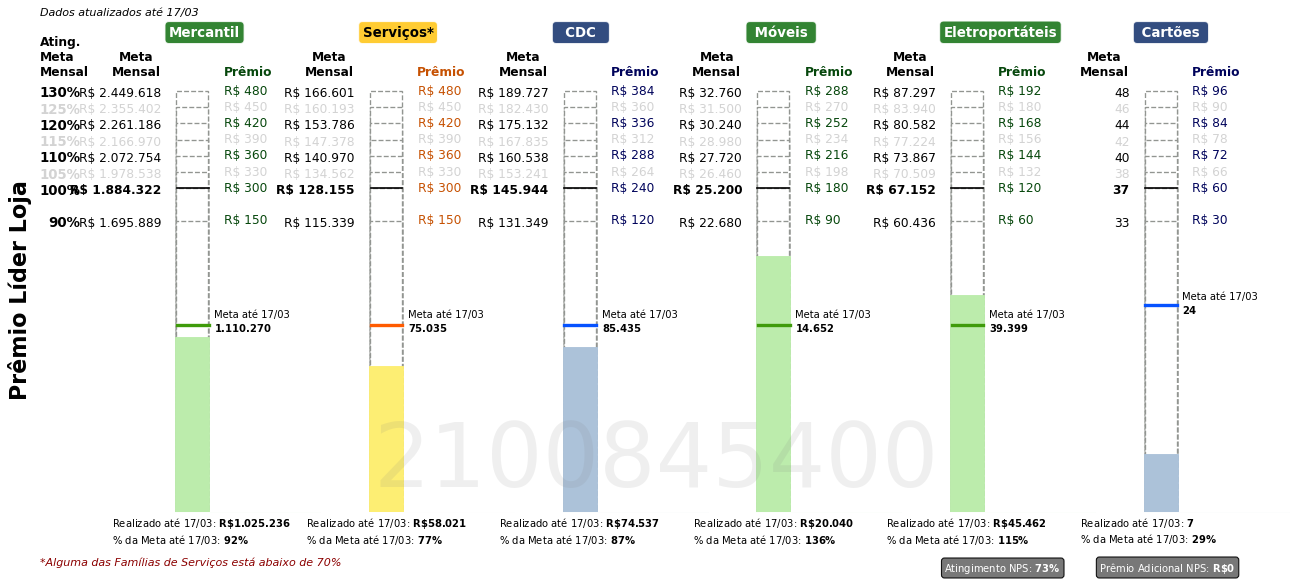 Dados atualizados até 17/03
Mercantil Serviços* CDC Móveis Eletroportáteis Cartões
Ating. Meta Mensal
Meta Mensal Prêmio Meta Mensal Prêmio Meta Mensal Prêmio Meta Mensal Prêmio Meta Mensal Prêmio Meta Mensal Prêmio
130% R$ 2.449.618 R$ 480 R$ 166.601 R$ 480 R$ 189.727 R$ 384 R$ 32.760 R$ 288 R$ 87.297 R$ 192 48 R$ 96
125% R$ 2.355.402 R$ 450 R$ 160.193 R$ 450 R$ 182.430 R$ 360 R$ 31.500 R$ 270 R$ 83.940 R$ 180 46 R$ 90
120% R$ 2.261.186 R$ 420 R$ 153.786 R$ 420 R$ 175.132 R$ 336 R$ 30.240 R$ 252 R$ 80.582 R$ 168 44 R$ 84
115% R$ 2.166.970 R$ 390 R$ 147.378 R$ 390 R$ 167.835 R$ 312 R$ 28.980 R$ 234 R$ 77.224 R$ 156 42 R$ 78
110% R$ 2.072.754 R$ 360 R$ 140.970 R$ 360 R$ 160.538 R$ 288 R$ 27.720 R$ 216 R$ 73.867 R$ 144 40 R$ 72
105% R$ 1.978.538 R$ 330 R$ 134.562 R$ 330 R$ 153.241 R$ 264 R$ 26.460 R$ 198 R$ 70.509 R$ 132 38 R$ 66
100% R$ 1.884.322 R$ 300 R$ 128.155 R$ 300 R$ 145.944 R$ 240 R$ 25.200 R$ 180 R$ 67.152 R$ 120 37 R$ 60
90% R$ 1.695.889 R$ 150 R$ 115.339 R$ 150 R$ 131.349 R$ 120 R$ 22.680 R$ 90 R$ 60.436 R$ 60 33 R$ 30
Prêmio Líder Loja
Meta até 17/03 Meta até 17/03 Meta até 17/03 Meta até 17/03 Meta até 17/03 Meta até 17/03
1.110.270 75.035 85.435 14.652 39.399 24
2100845400
Realizado até 17/03: R$1.025.236 Realizado até 17/03: R$58.021 Realizado até 17/03: R$74.537 Realizado até 17/03: R$20.040 Realizado até 17/03: R$45.462 Realizado até 17/03: 7
% da Meta até 17/03: 92% % da Meta até 17/03: 77% % da Meta até 17/03: 87% % da Meta até 17/03: 136% % da Meta até 17/03: 115% % da Meta até 17/03: 29%
*Alguma das Famílias de Serviços está abaixo de 70% Atingimento NPS: 73% Prêmio Adicional NPS: R$0